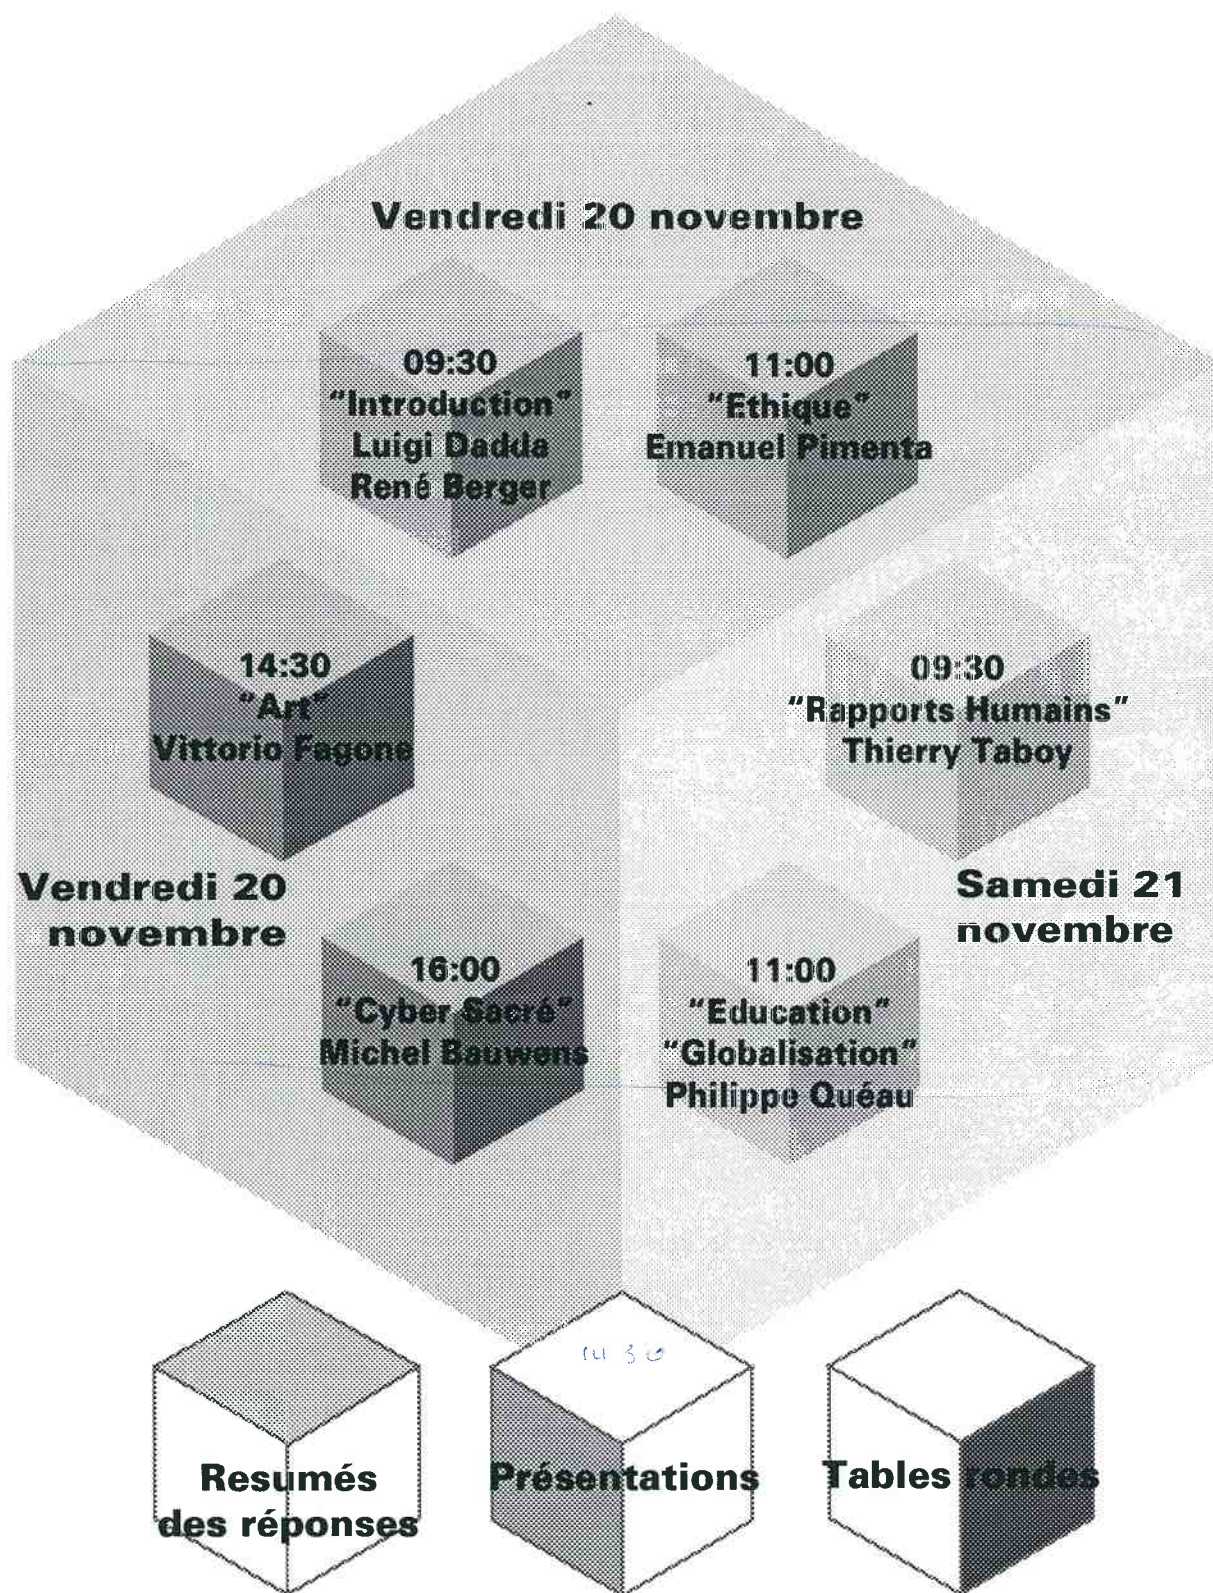 Vendredi 20 novembre
09:30
"Introduction"
Luigi Dadda
René Berger
11:00
"Ethique"
Emanuel Pimenta
14:30
"Art"
Vittorio Fagone
Vendredi 20
novembre
16:00
"Cyber Sacré"
Michel Bauwens
09:30
"Rapports Humains"
Thierry Taboy
Samedi 21
novembre
11:00
"Education"
"Globalisation"
Philippe Quéau
14 30
Resumés
des réponses
Présentations
Tables rondes